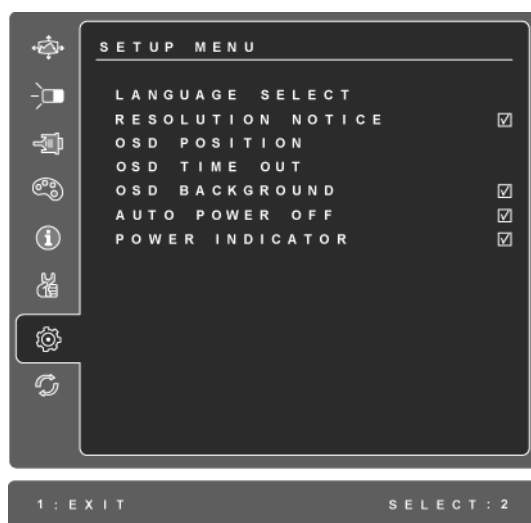 SETUP MENU
LANGUAGE SELECT
RESOLUTION NOTICE ☑
OSD POSITION
OSD TIME OUT
OSD BACKGROUND ☑
AUTO POWER OFF ☑
POWER INDICATOR ☑
1:EXIT SELECT:2